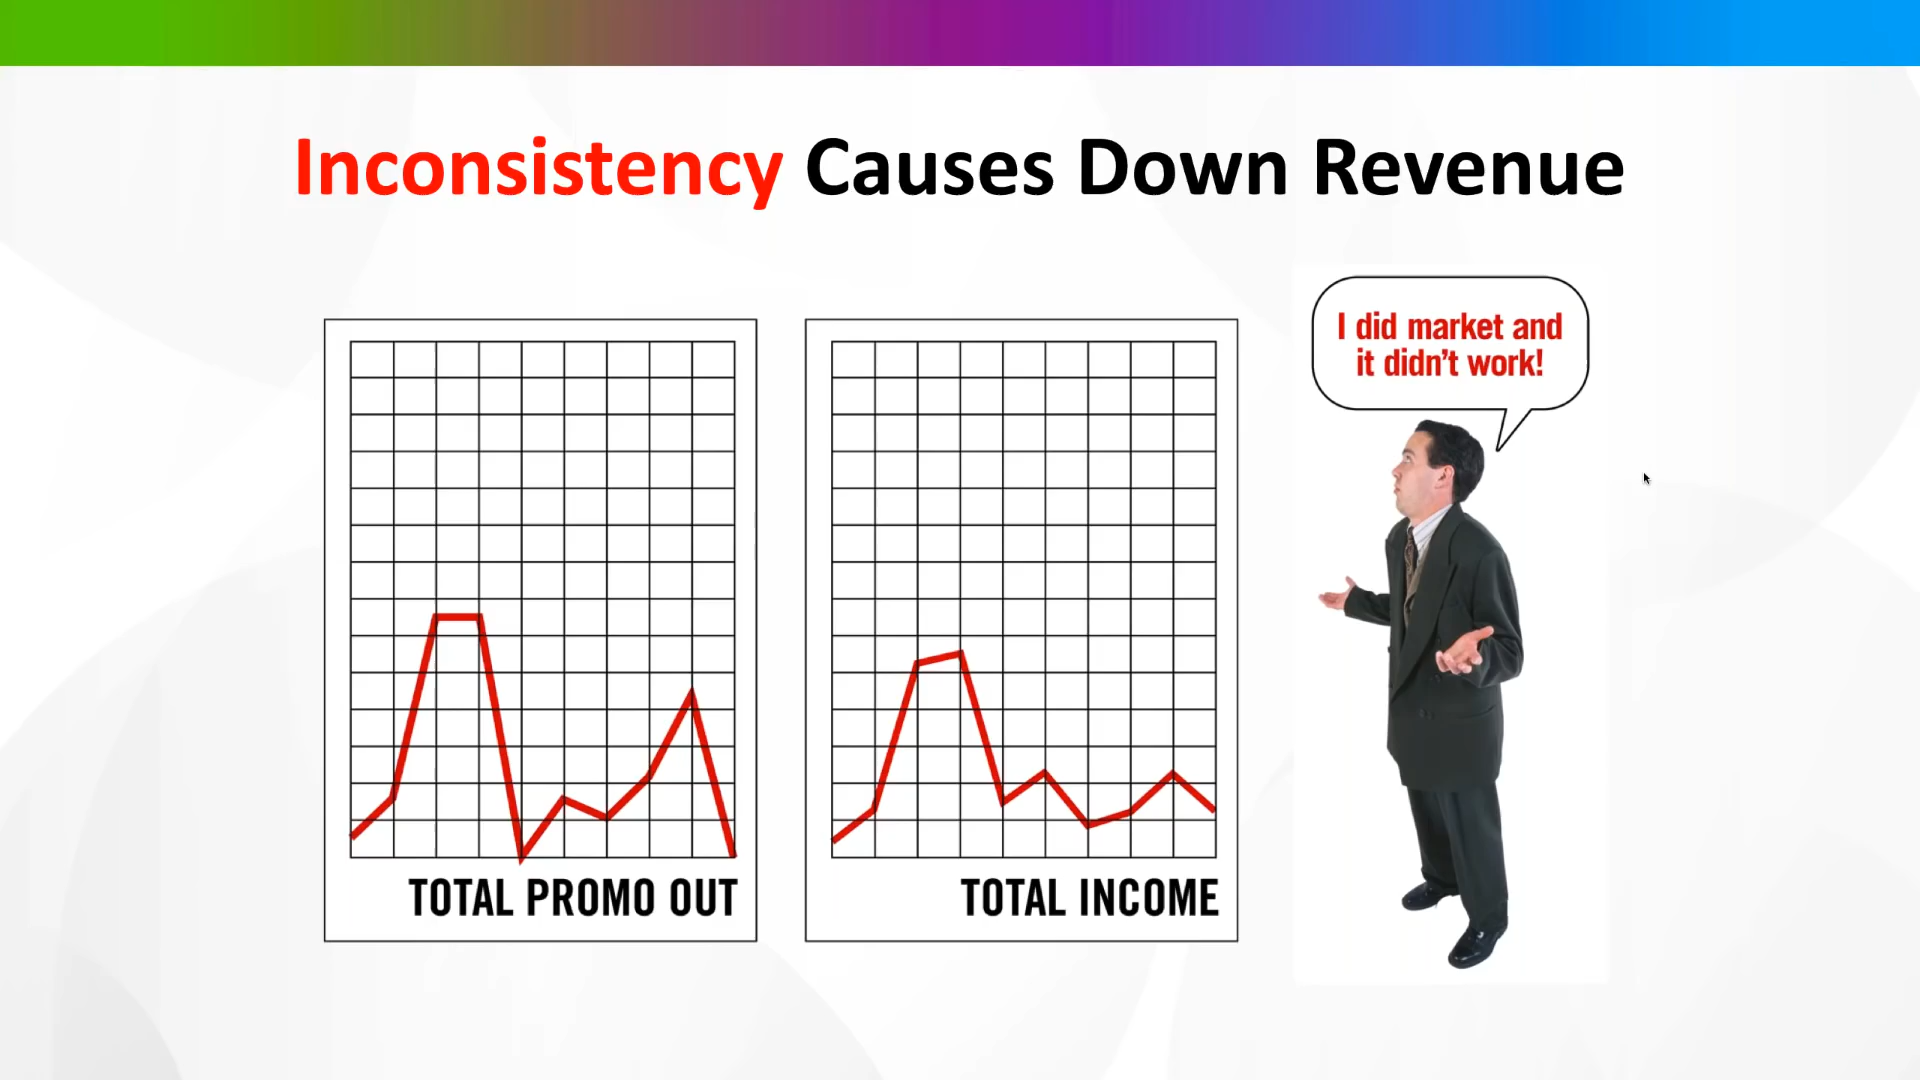 Inconsistency Causes Down Revenue
I did market and
it didn't work!
TOTAL PROMO OUT
TOTAL INCOME